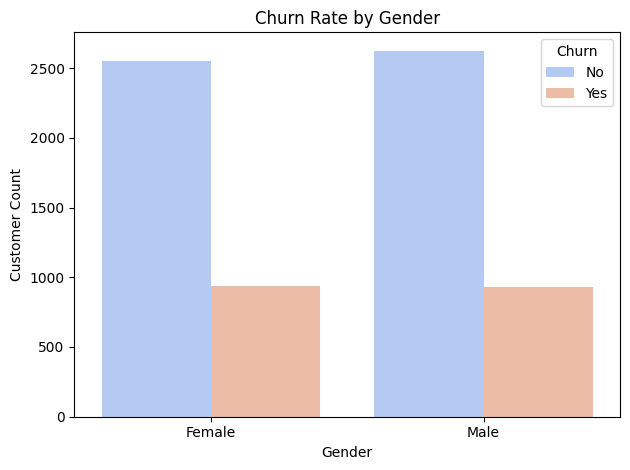 Churn Rate by Gender
Churn
No
Yes
2500
2000
1500
1000
500
0
Customer Count
Female
Male
Gender